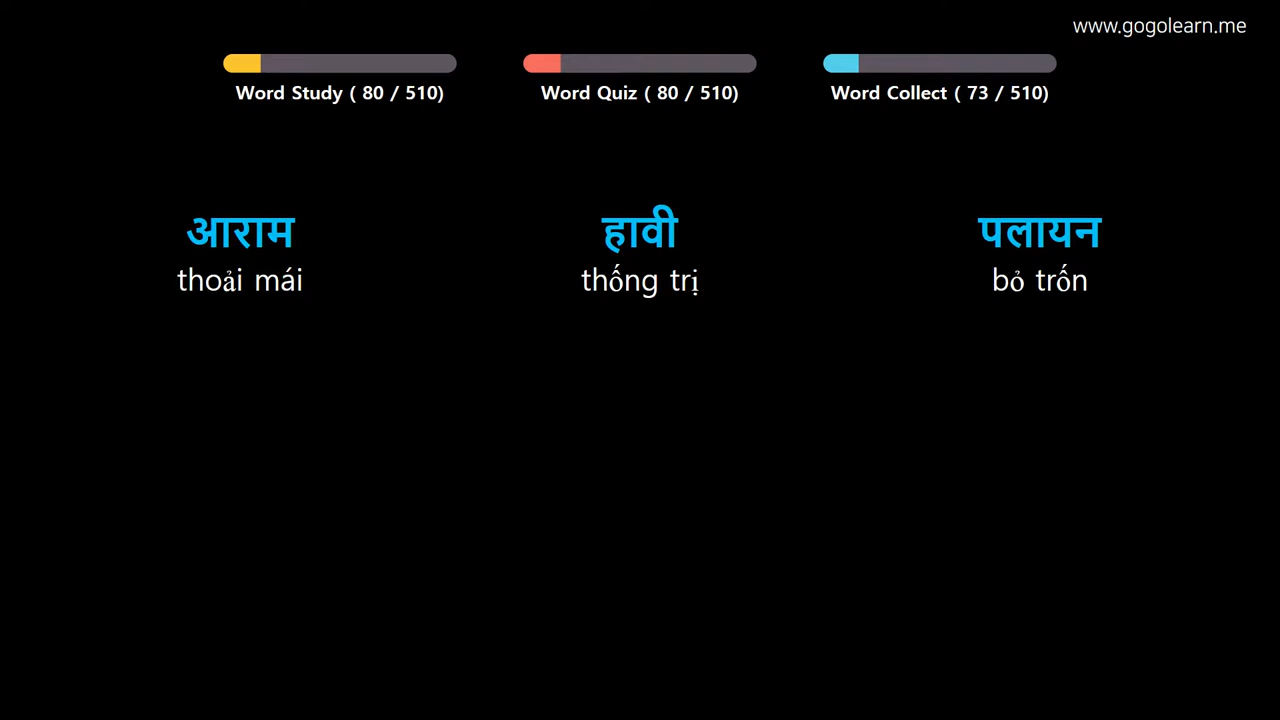 www.gogolearn.me
Word Study ( 80 / 510)
Word Quiz ( 80 / 510)
Word Collect ( 73 / 510)
आराम
हावी
पलायन
thoải mái
thống trị
bỏ trốn